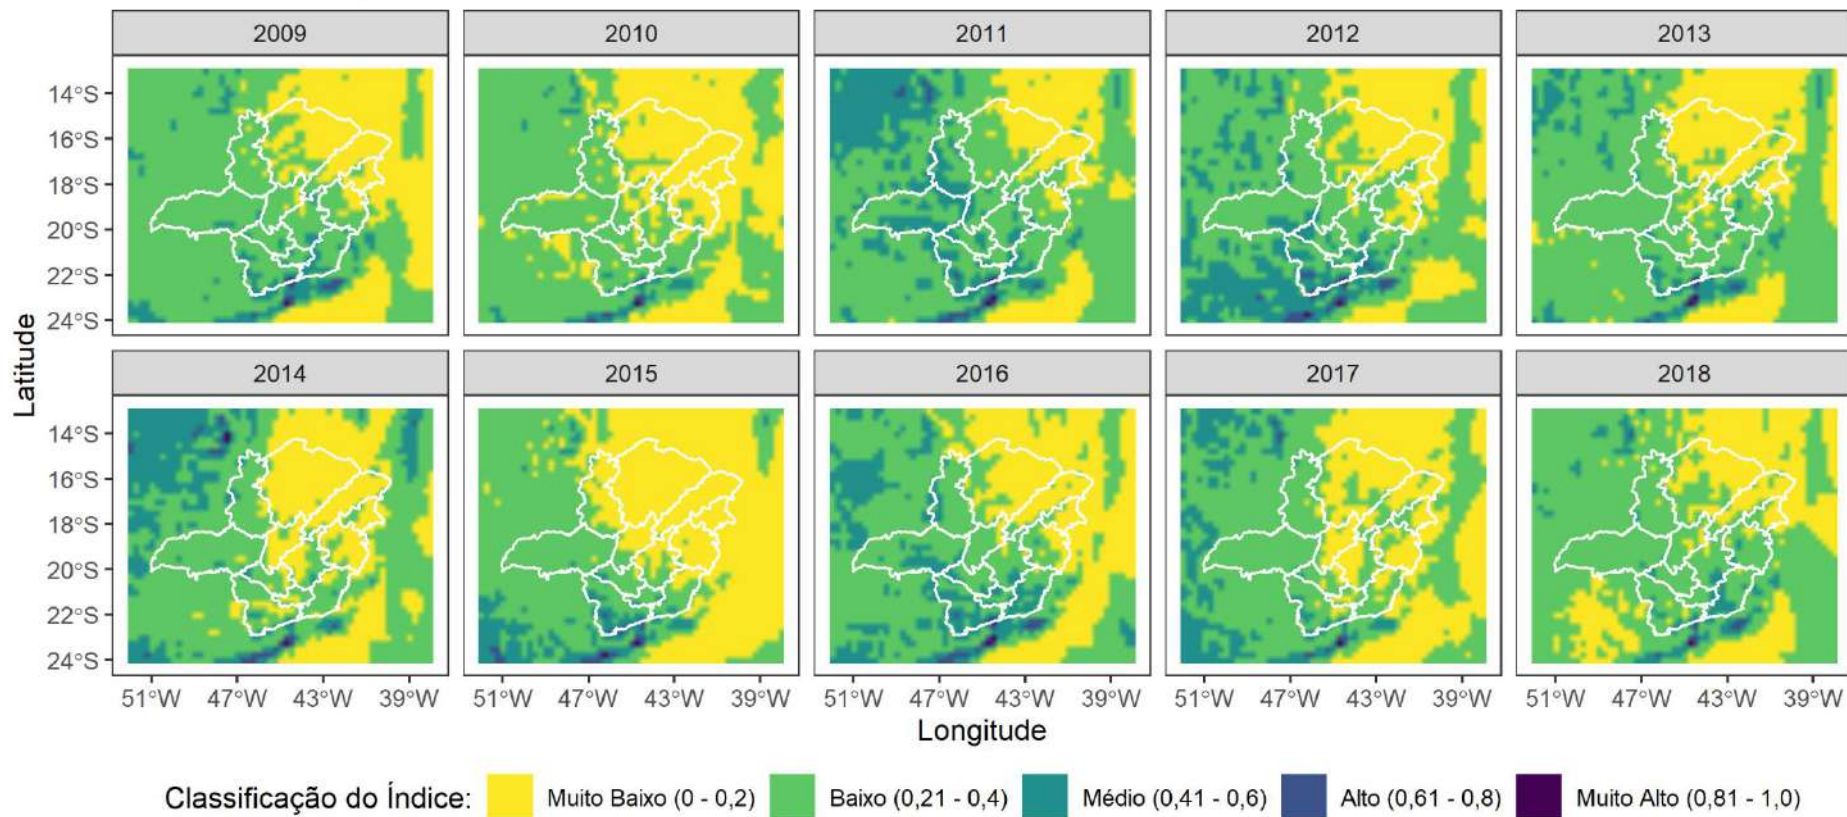 2009 2010 2011 2012 2013
14°S
16°S
18°S
20°S
22°S
24°S
2014 2015 2016 2017 2018
14°S
16°S
18°S
20°S
22°S
24°S
Latitude
51°W 47°W 43°W 39°W 51°W 47°W 43°W 39°W 51°W 47°W 43°W 39°W 51°W 47°W 43°W 39°W 51°W 47°W 43°W 39°W
Longitude
Classificação do Índice: Muito Baixo (0 - 0,2) Baixo (0,21 - 0,4) Médio (0,41 - 0,6) Alto (0,61 - 0,8) Muito Alto (0,81 - 1,0)